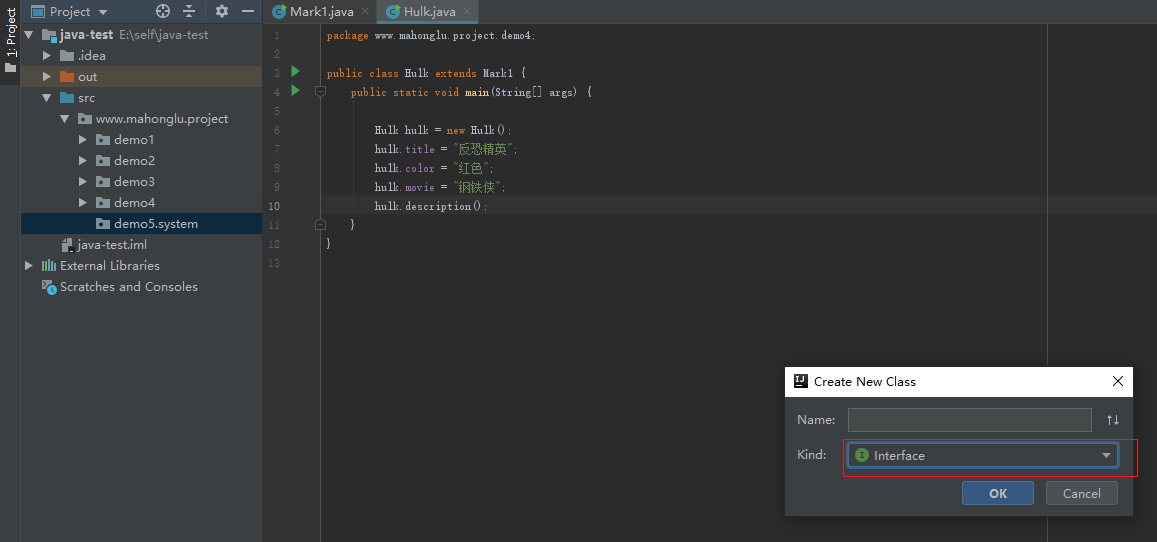 1: Project
Project
java-test E:\self\java-test
.idea
out
src
www.mahonglu.project
demo1
demo2
demo3
demo4
demo5.system
java-test.iml
External Libraries
Scratches and Consoles
Mark1.java
Hulk.java
1 package www.mahonglu.project.demo4;
2
3 public class Hulk extends Mark1 {
4 public static void main(String[] args) {
5
6 Hulk hulk = new Hulk();
7 hulk.title = "反恐精英";
8 hulk.color = "红色";
9 hulk.movie = "钢铁侠";
10 hulk.description();
11 }
12 }
13
IJ Create New Class
Name:
Kind: I Interface
OK Cancel